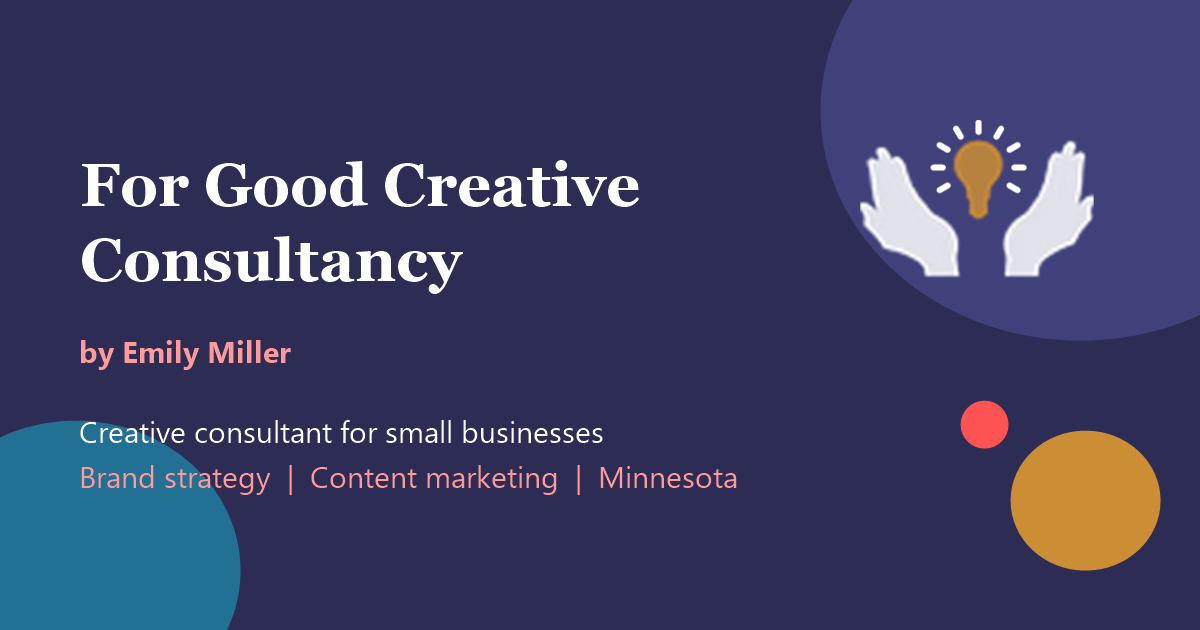 For Good Creative
Consultancy
by Emily Miller
Creative consultant for small businesses
Brand strategy | Content marketing | Minnesota